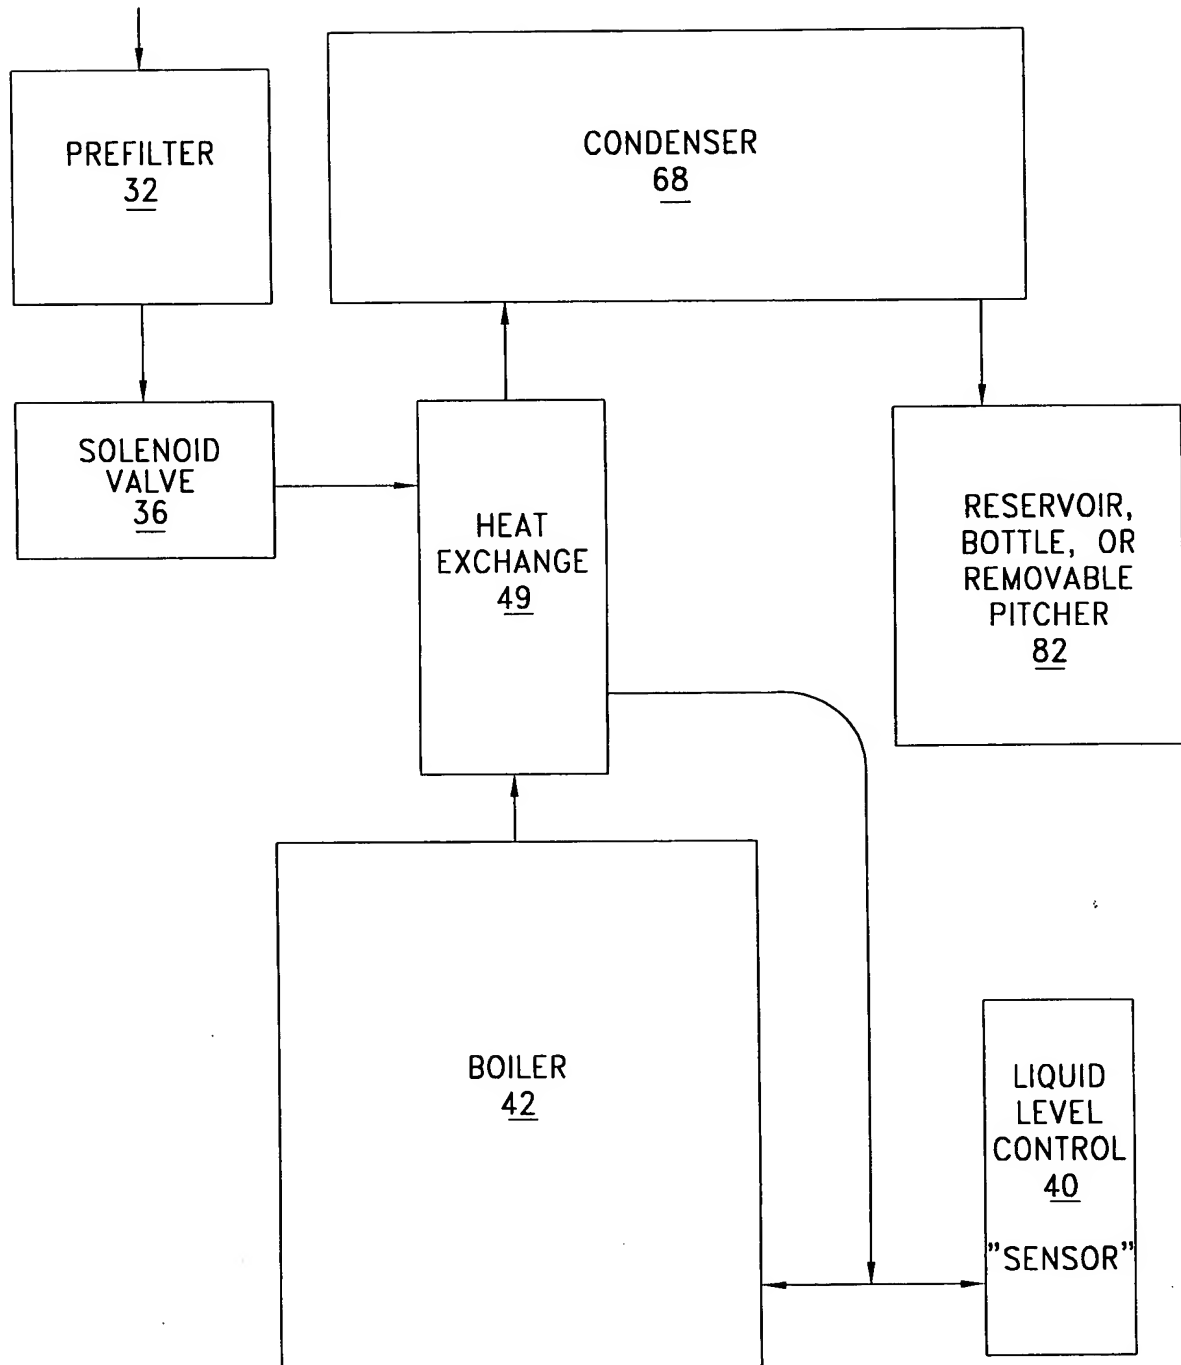 PREFILTER
32
CONDENSER
68
SOLENOID
VALVE
36
HEAT
EXCHANGE
49
RESERVOIR,
BOTTLE, OR
REMOVABLE
PITCHER
82
BOILER
42
LIQUID
LEVEL
CONTROL
40
"SENSOR"